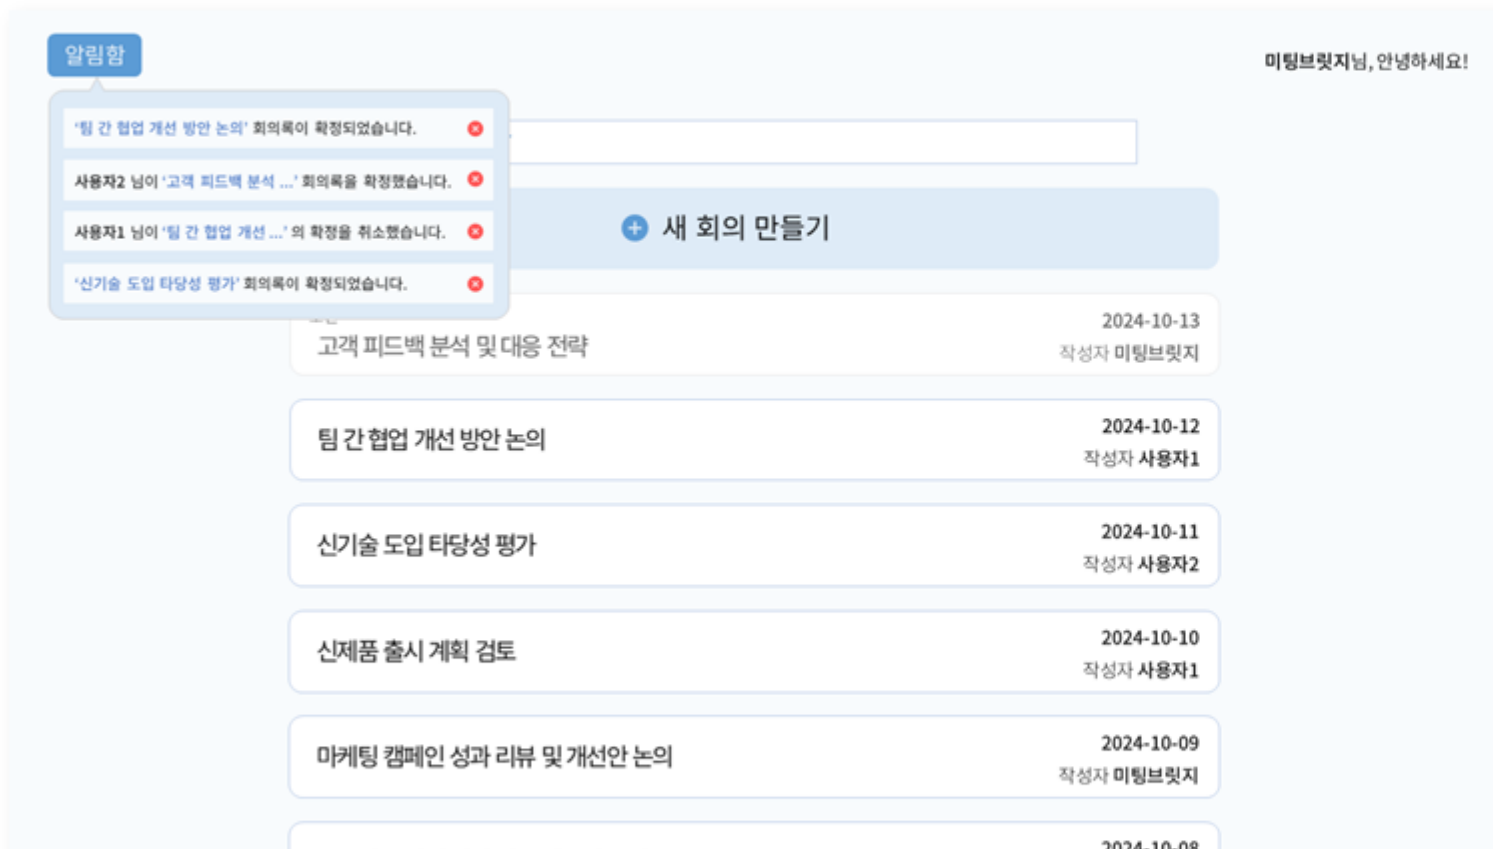 알림함
미팅브릿지님, 안녕하세요!
‘팀 간 협업 개선 방안 논의’ 회의록이 확정되었습니다.
사용자2 님이 ‘고객 피드백 분석 ...’ 회의록을 확정했습니다.
사용자1 님이 ‘팀 간 협업 개선 ...’ 의 확정을 취소했습니다.
‘신기술 도입 타당성 평가’ 회의록이 확정되었습니다.
새 회의 만들기
2024-10-13
고객 피드백 분석 및 대응 전략
작성자 미팅브릿지
2024-10-12
팀 간 협업 개선 방안 논의
작성자 사용자1
2024-10-11
신기술 도입 타당성 평가
작성자 사용자2
2024-10-10
신제품 출시 계획 검토
작성자 사용자1
2024-10-09
마케팅 캠페인 성과 리뷰 및 개선안 논의
작성자 미팅브릿지
2024-10-08